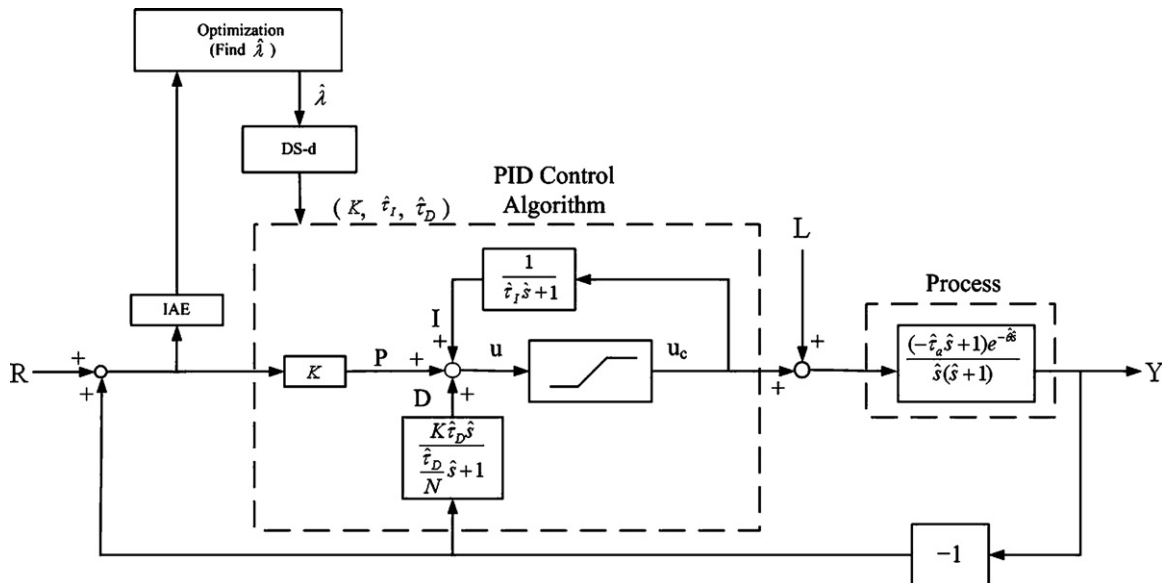 Optimization
(Find λ̂ )
λ̂
DS-d
PID Control
Algorithm
( K, τ̂_I, τ̂_D )
L
1
τ̂_I ŝ+1
Process
IAE
I
+
u
u_c
+
(-τ̂_a ŝ+1)e^{-θ̂ŝ}
ŝ(ŝ+1)
R
+
+
K
P
+
+
Y
D
+
Kτ̂_D ŝ
τ̂_D
N
ŝ+1
-1